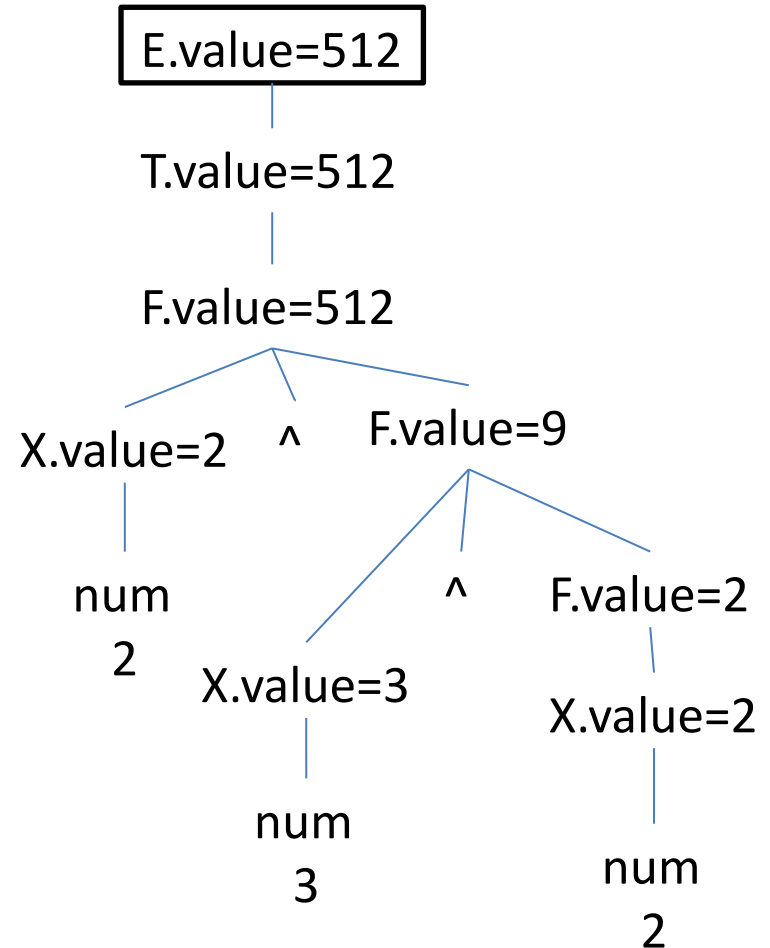 E.value=512
T.value=512
F.value=512
X.value=2 ^ F.value=9
num
2
^ F.value=2
X.value=3
X.value=2
num
3
num
2